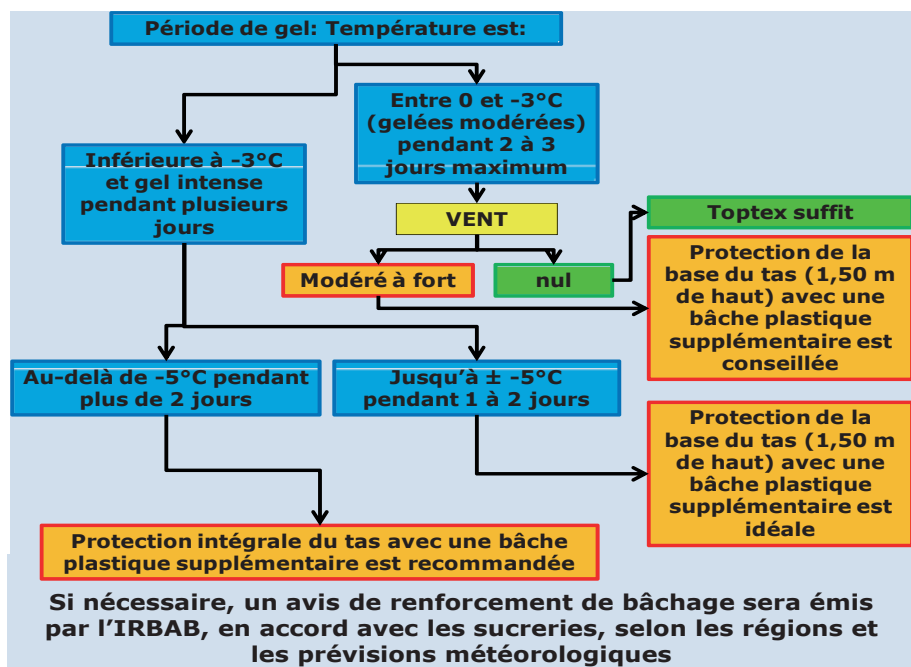 Période de gel: Température est:
Entre 0 et -3°C
(gelées modérées)
pendant 2 à 3
jours maximum
Inférieure à -3°C
et gel intense
pendant plusieurs
jours
VENT
Toptex suffit
Modéré à fort
nul
Protection de la
base du tas (1,50 m
de haut) avec une
bâche plastique
supplémentaire est
conseillée
Au-delà de -5°C pendant
plus de 2 jours
Jusqu'à ± -5°C
pendant 1 à 2 jours
Protection de la
base du tas (1,50 m
de haut) avec une
bâche plastique
supplémentaire est
idéale
Protection intégrale du tas avec une bâche
plastique supplémentaire est recommandée
Si nécessaire, un avis de renforcement de bâchage sera émis
par l'IRBAB, en accord avec les sucreries, selon les régions et
les prévisions météorologiques